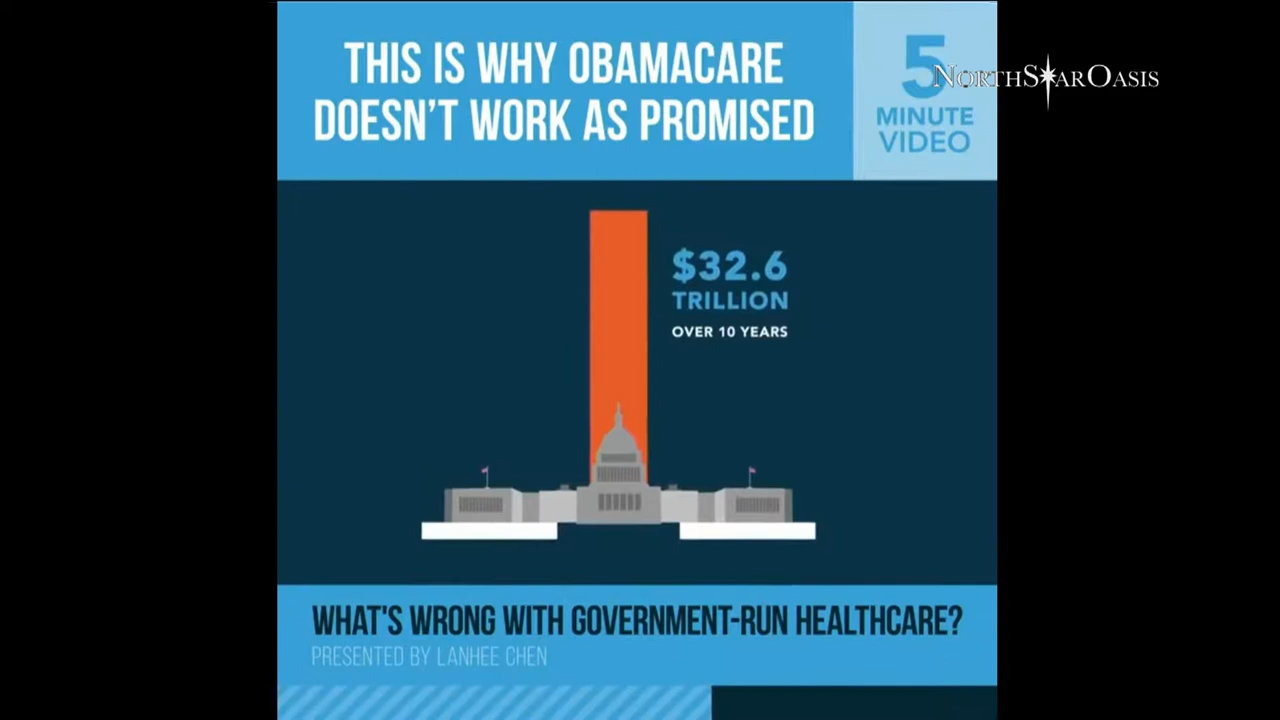 THIS IS WHY OBAMACARE
DOESN'T WORK AS PROMISED
5
MINUTE
VIDEO
NORTHSTAROASIS
$32.6
TRILLION
OVER 10 YEARS
WHAT'S WRONG WITH GOVERNMENT-RUN HEALTHCARE?
PRESENTED BY LANHEE CHEN